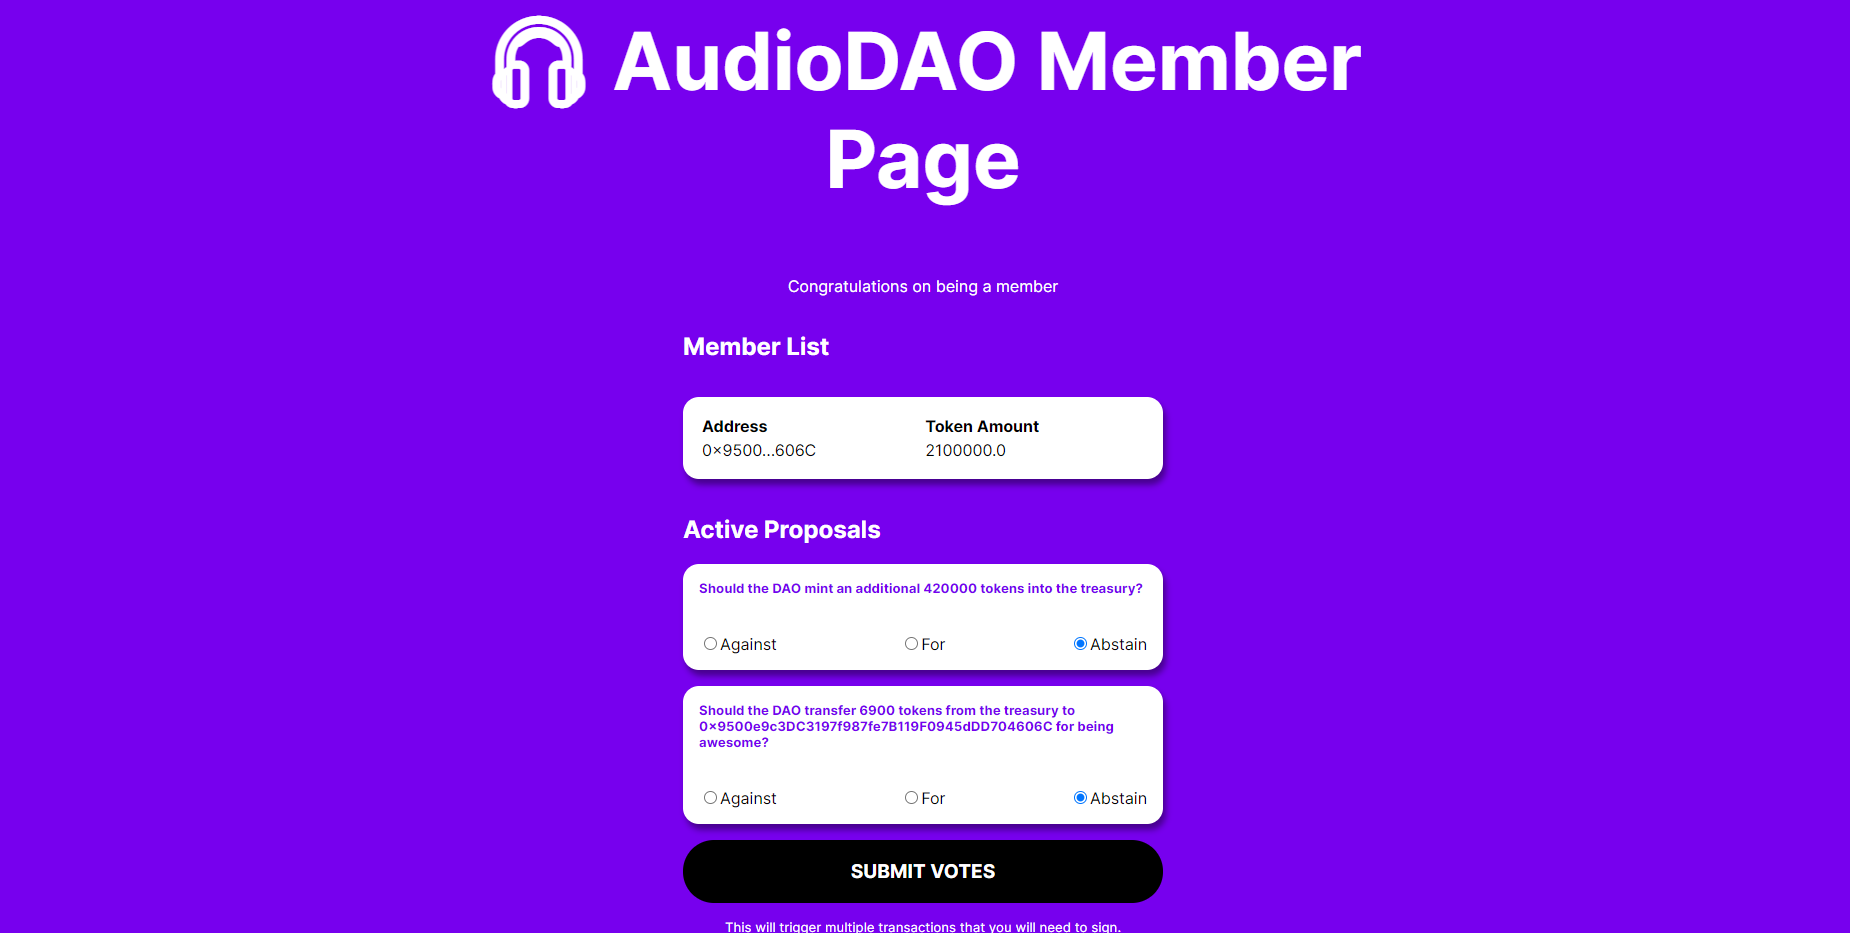 AudioDAO Member
Page
Congratulations on being a member
Member List
Address Token Amount
0×9500...606C 2100000.0
Active Proposals
Should the DAO mint an additional 420000 tokens into the treasury?
Against For Abstain
Should the DAO transfer 6900 tokens from the treasury to
0×9500e9c3DC3197f987fe7B119F0945dDD704606C for being
awesome?
Against For Abstain
SUBMIT VOTES
This will trigger multiple transactions that you will need to sign.